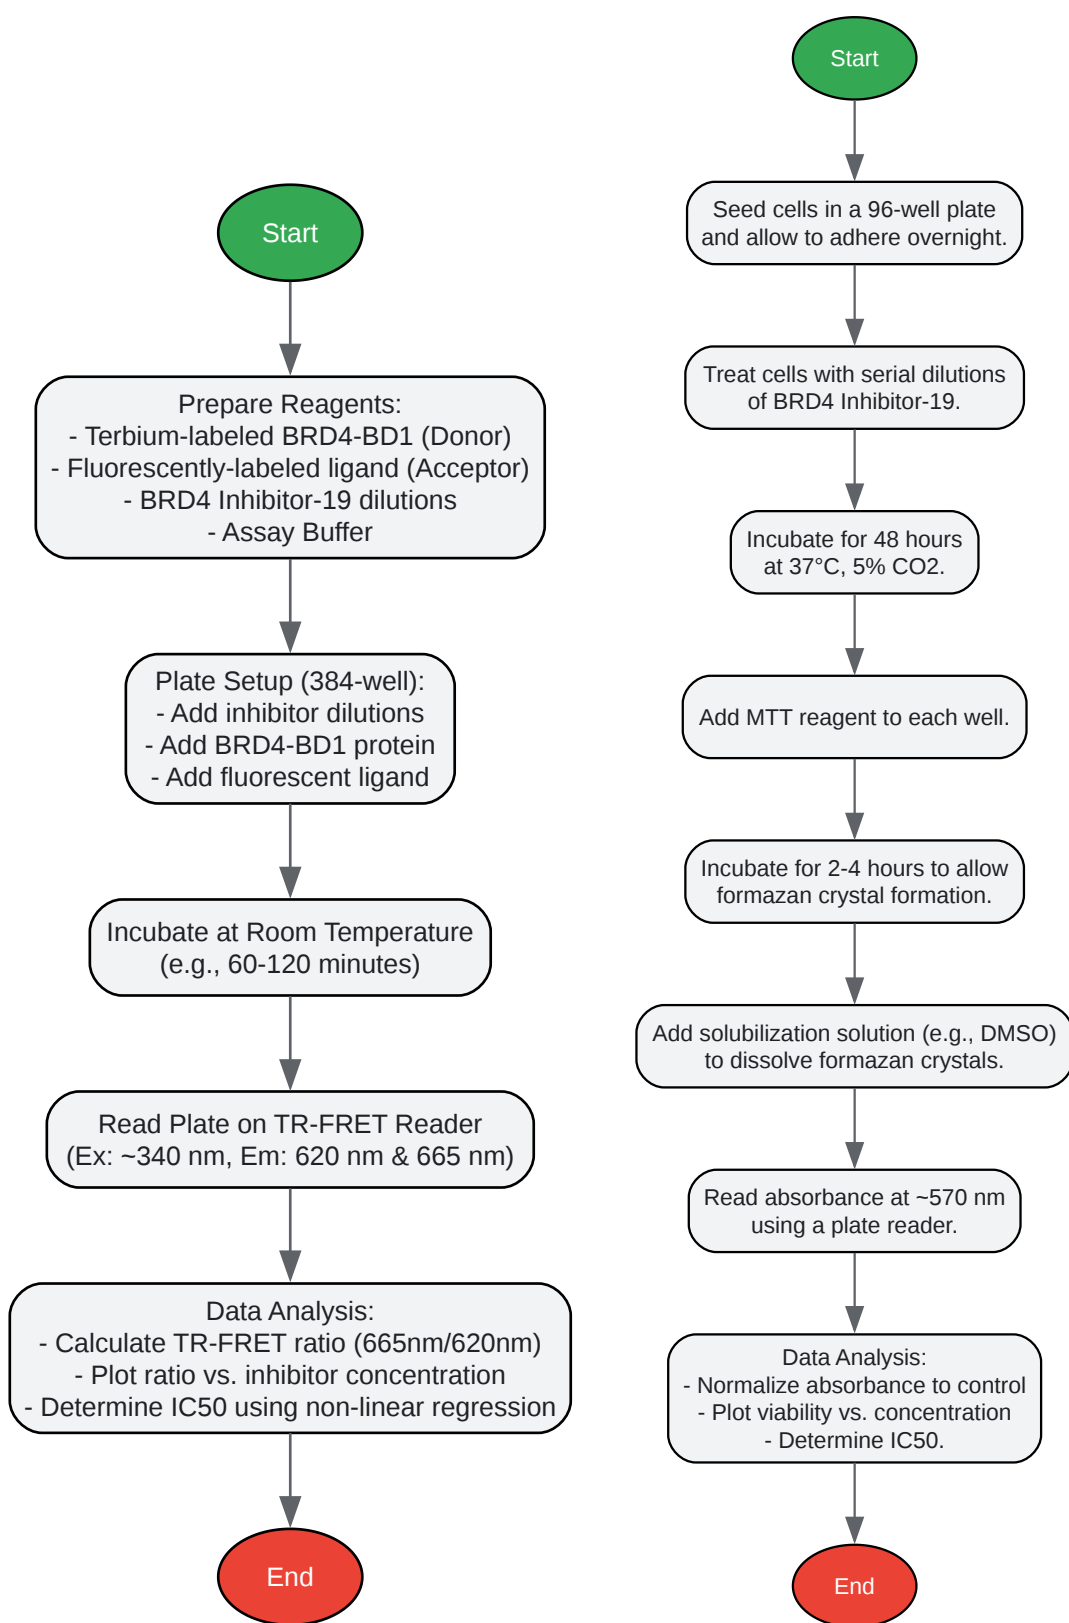 Start
Prepare Reagents:
- Terbium-labeled BRD4-BD1 (Donor)
- Fluorescently-labeled ligand (Acceptor)
- BRD4 Inhibitor-19 dilutions
- Assay Buffer
Plate Setup (384-well):
- Add inhibitor dilutions
- Add BRD4-BD1 protein
- Add fluorescent ligand
Incubate at Room Temperature
(e.g., 60-120 minutes)
Read Plate on TR-FRET Reader
(Ex: ~340 nm, Em: 620 nm & 665 nm)
Data Analysis:
- Calculate TR-FRET ratio (665nm/620nm)
- Plot ratio vs. inhibitor concentration
- Determine IC50 using non-linear regression
End
Start
Seed cells in a 96-well plate
and allow to adhere overnight.
Treat cells with serial dilutions
of BRD4 Inhibitor-19.
Incubate for 48 hours
at 37°C, 5% CO2.
Add MTT reagent to each well.
Incubate for 2-4 hours to allow
formazan crystal formation.
Add solubilization solution (e.g., DMSO)
to dissolve formazan crystals.
Read absorbance at ~570 nm
using a plate reader.
Data Analysis:
- Normalize absorbance to control
- Plot viability vs. concentration
- Determine IC50.
End